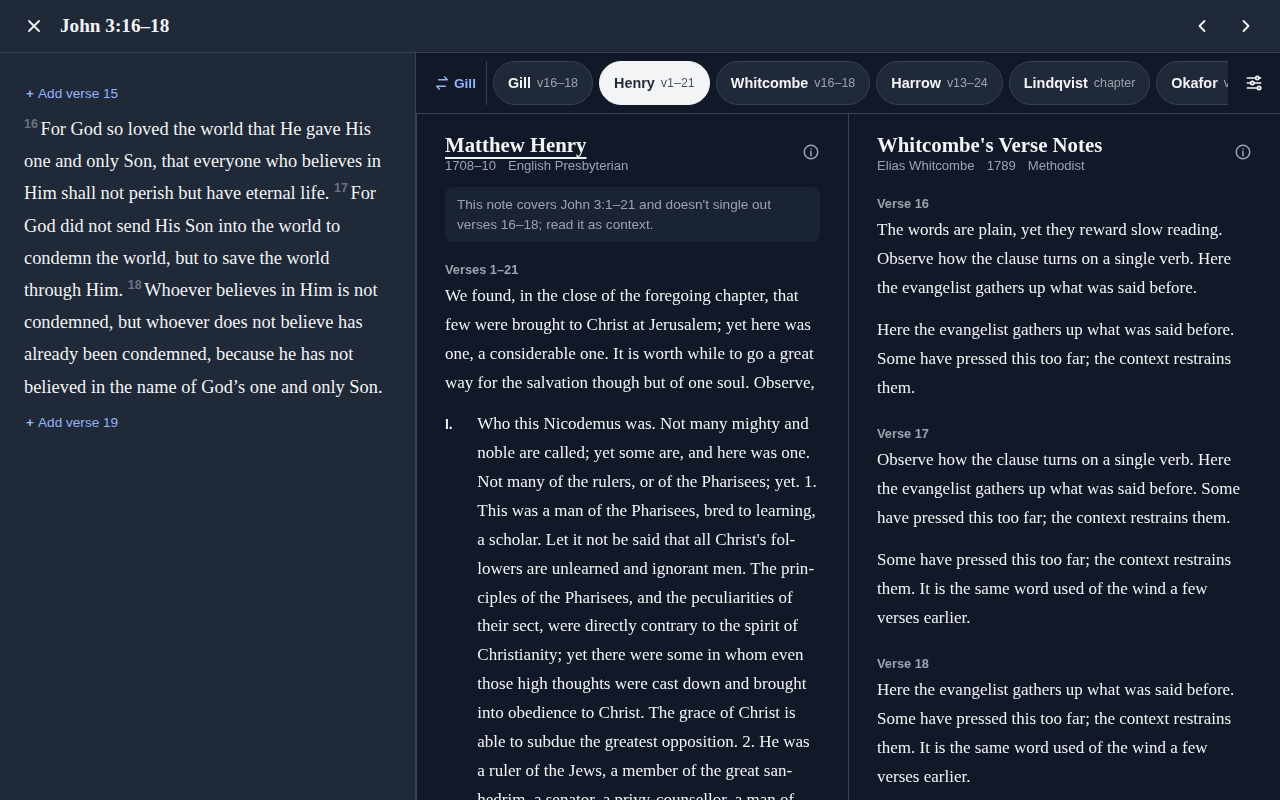 John 3:16–18
+ Add verse 15
16 For God so loved the world that He gave His
one and only Son, that everyone who believes in
Him shall not perish but have eternal life. 17 For
God did not send His Son into the world to
condemn the world, but to save the world
through Him. 18 Whoever believes in Him is not
condemned, but whoever does not believe has
already been condemned, because he has not
believed in the name of God’s one and only Son.
+ Add verse 19
Gill
Gill v16–18
Henry v1–21
Whitcombe v16–18
Harrow v13–24
Lindqvist chapter
Okafor
Matthew Henry
1708–10 English Presbyterian
This note covers John 3:1–21 and doesn't single out
verses 16–18; read it as context.
Verses 1–21
We found, in the close of the foregoing chapter, that
few were brought to Christ at Jerusalem; yet here was
one, a considerable one. It is worth while to go a great
way for the salvation though but of one soul. Observe,
I. Who this Nicodemus was. Not many mighty and
noble are called; yet some are, and here was one.
Not many of the rulers, or of the Pharisees; yet. 1.
This was a man of the Pharisees, bred to learning,
a scholar. Let it not be said that all Christ's fol-
lowers are unlearned and ignorant men. The prin-
ciples of the Pharisees, and the peculiarities of
their sect, were directly contrary to the spirit of
Christianity; yet there were some in whom even
those high thoughts were cast down and brought
into obedience to Christ. The grace of Christ is
able to subdue the greatest opposition. 2. He was
a ruler of the Jews, a member of the great san-
hedrim, a senator, a privy-counsellor, a man of
Whitcombe's Verse Notes
Elias Whitcombe 1789 Methodist
Verse 16
The words are plain, yet they reward slow reading.
Observe how the clause turns on a single verb. Here
the evangelist gathers up what was said before.
Here the evangelist gathers up what was said before.
Some have pressed this too far; the context restrains
them.
Verse 17
Observe how the clause turns on a single verb. Here
the evangelist gathers up what was said before. Some
have pressed this too far; the context restrains them.
Some have pressed this too far; the context restrains
them. It is the same word used of the wind a few
verses earlier.
Verse 18
Here the evangelist gathers up what was said before.
Some have pressed this too far; the context restrains
them. It is the same word used of the wind a few
verses earlier.